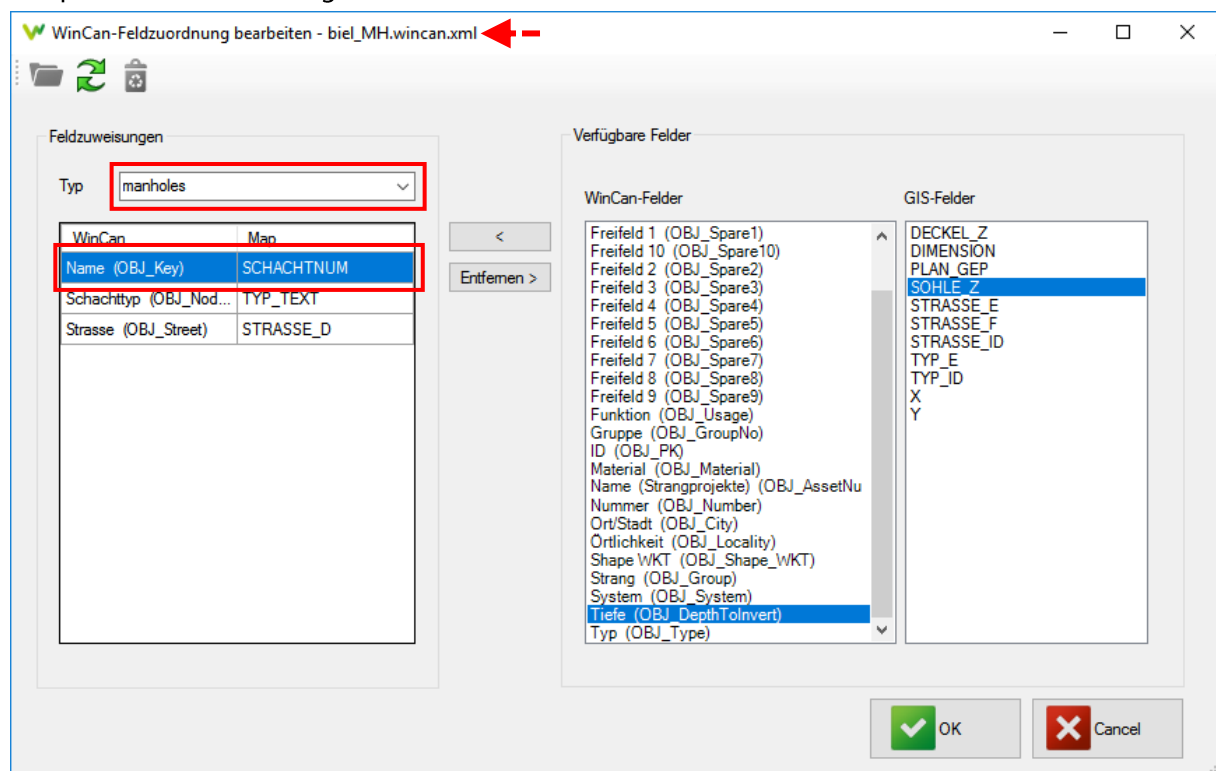 WinCan-Feldzuordnung bearbeiten - biel_MH.wincan.xml
Feldzuweisungen
Typ manholes
WinCan Map
Name (OBJ_Key) SCHACHTNUM
Schachttyp (OBJ_Nod... TYP_TEXT
Strasse (OBJ_Street) STRASSE_D
<
Entfernen >
Verfügbare Felder
WinCan-Felder
Freifeld 1 (OBJ_Spare1)
Freifeld 10 (OBJ_Spare10)
Freifeld 2 (OBJ_Spare2)
Freifeld 3 (OBJ_Spare3)
Freifeld 4 (OBJ_Spare4)
Freifeld 5 (OBJ_Spare5)
Freifeld 6 (OBJ_Spare6)
Freifeld 7 (OBJ_Spare7)
Freifeld 8 (OBJ_Spare8)
Freifeld 9 (OBJ_Spare9)
Funktion (OBJ_Usage)
Gruppe (OBJ_GroupNo)
ID (OBJ_PK)
Material (OBJ_Material)
Name (Strangprojekte) (OBJ_AssetNu
Nummer (OBJ_Number)
Ort/Stadt (OBJ_City)
Örtlichkeit (OBJ_Locality)
Shape WKT (OBJ_Shape_WKT)
Strang (OBJ_Group)
System (OBJ_System)
Tiefe (OBJ_DepthToInvert)
Typ (OBJ_Type)
GIS-Felder
DECKEL_Z
DIMENSION
PLAN_GEP
SOHLE_Z
STRASSE_E
STRASSE_F
STRASSE_ID
TYP_E
TYP_ID
X
Y
OK
Cancel